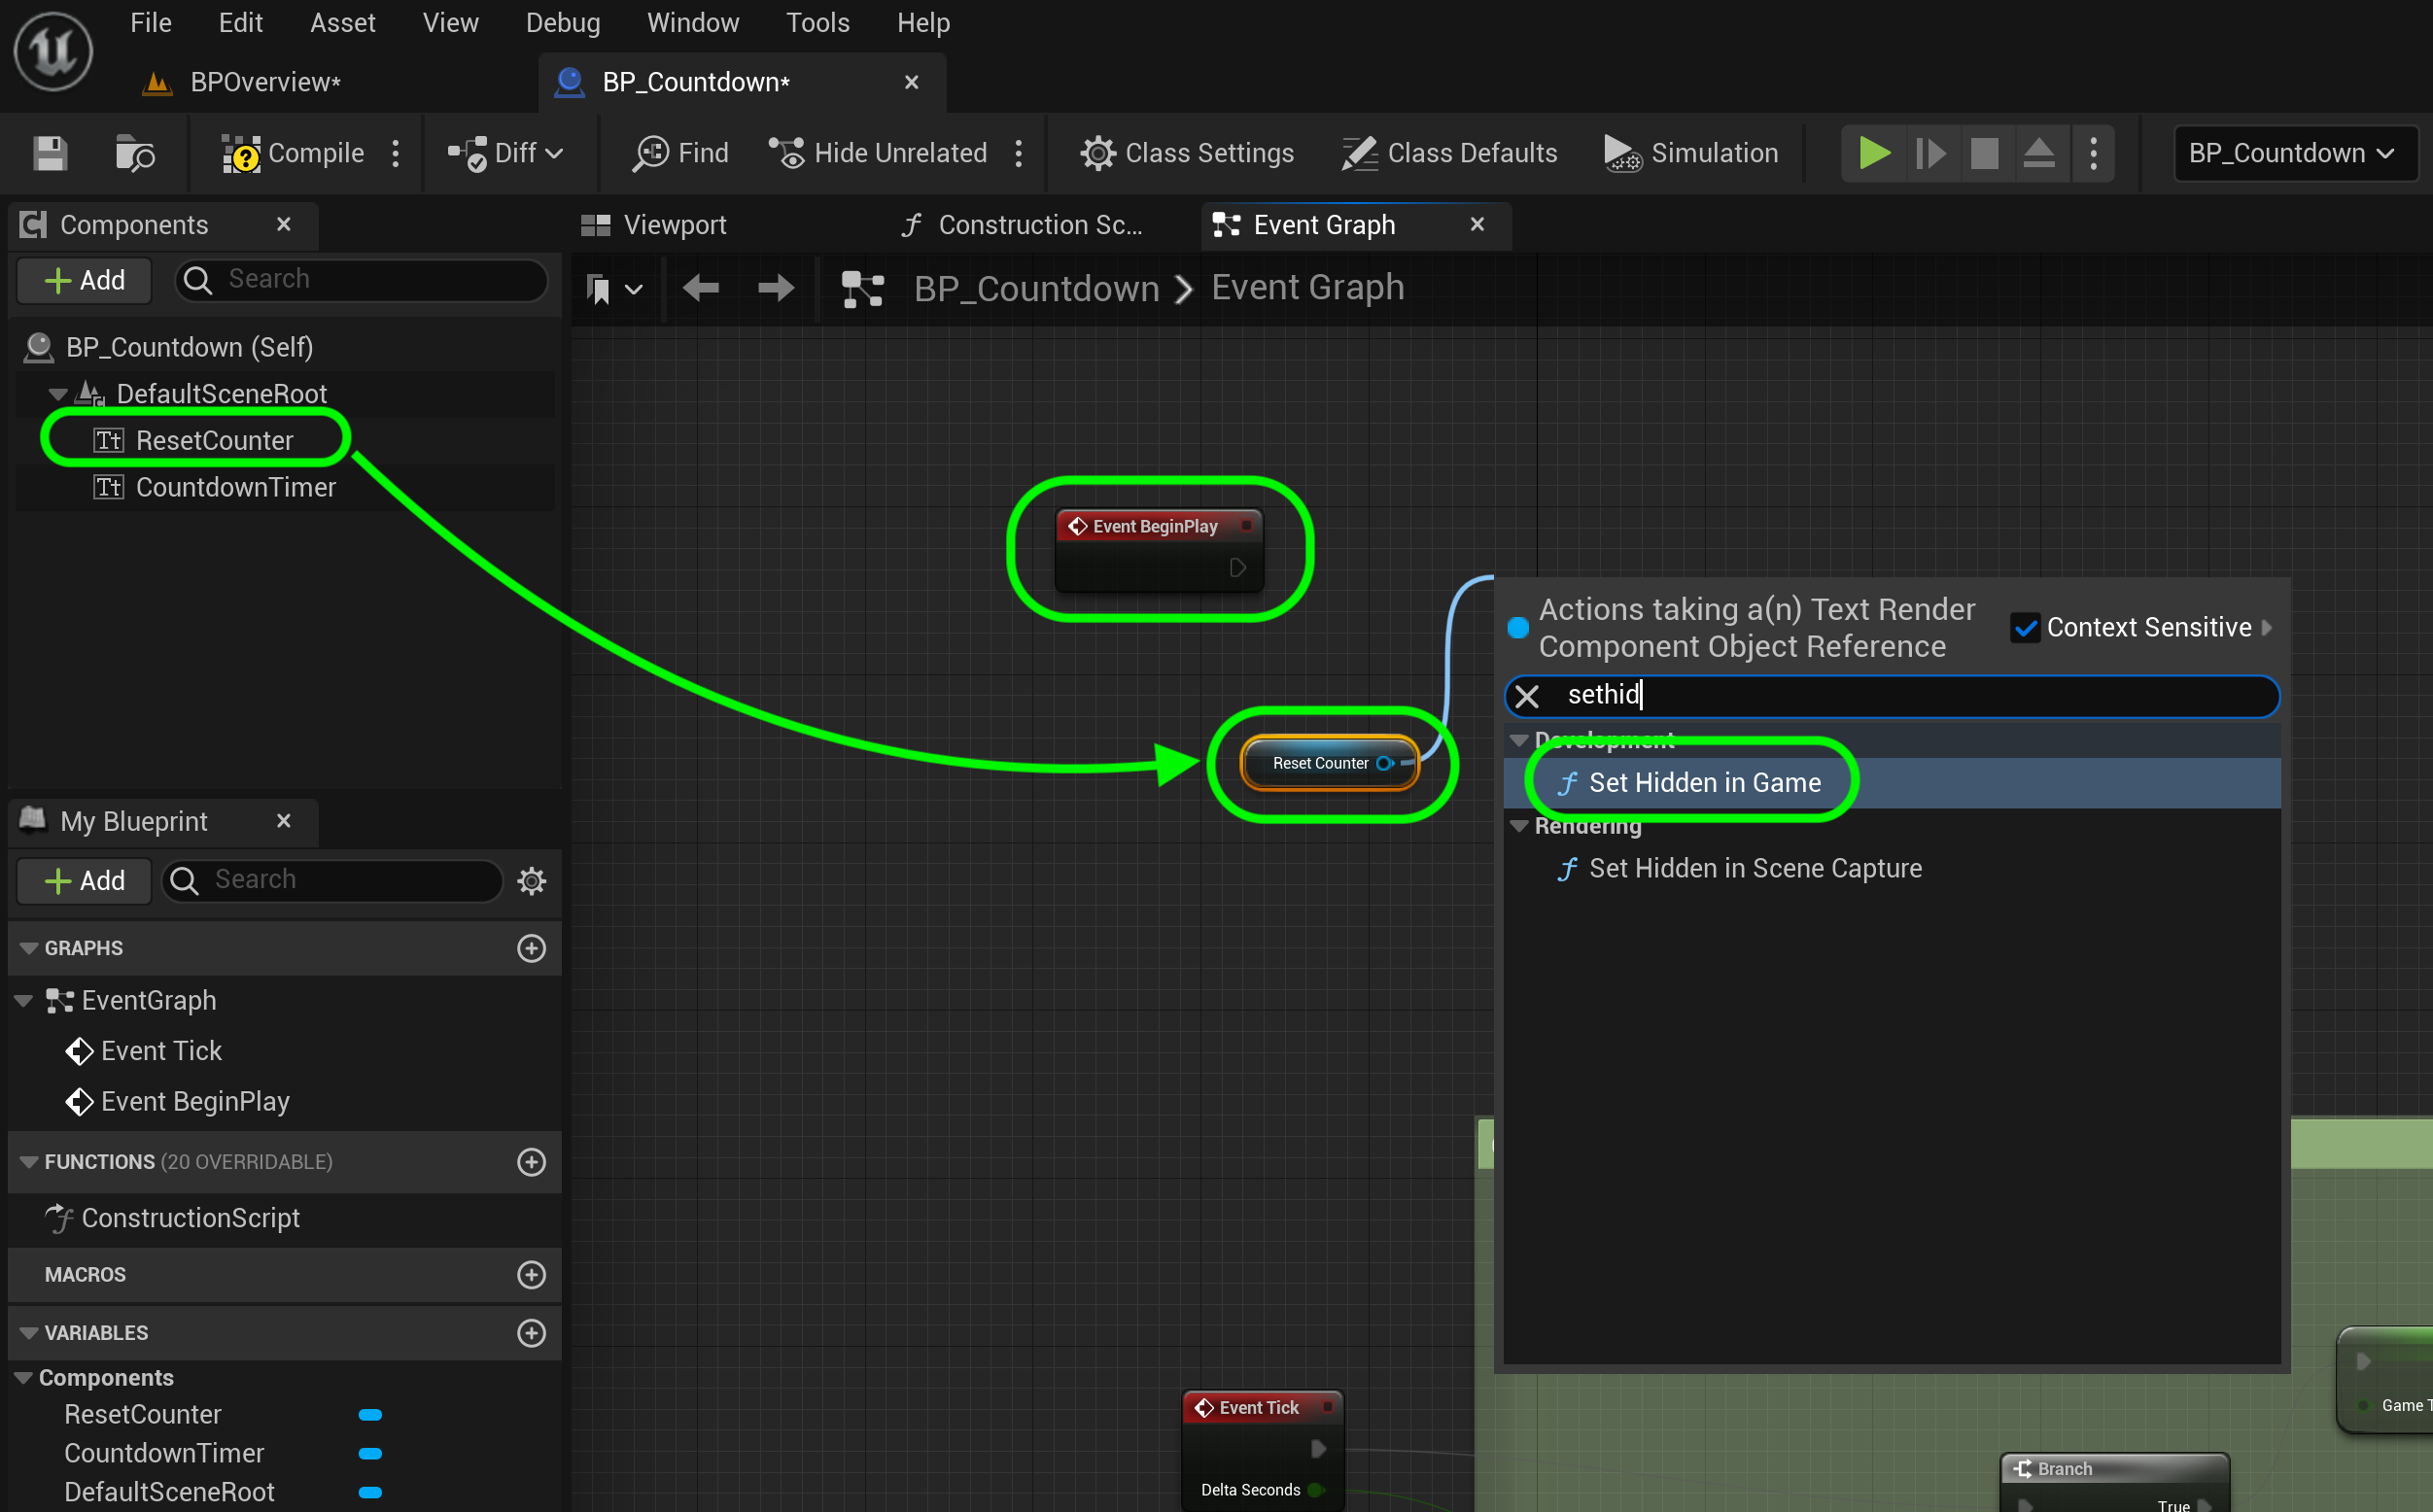 File Edit Asset View Debug Window Tools Help
BPOverview*
BP_Countdown*
Compile
Diff
Find
Hide Unrelated
Class Settings
Class Defaults
Simulation
BP_Countdown
Components
Add
Search
BP_Countdown (Self)
DefaultSceneRoot
ResetCounter
CountdownTimer
Viewport
Construction Sc...
Event Graph
BP_Countdown > Event Graph
Event BeginPlay
Reset Counter
Actions taking a(n) Text Render
Component Object Reference
Context Sensitive
sethid
Development
Set Hidden in Game
Rendering
Set Hidden in Scene Capture
My Blueprint
Add
Search
GRAPHS
EventGraph
Event Tick
Event BeginPlay
FUNCTIONS (20 OVERRIDABLE)
ConstructionScript
MACROS
VARIABLES
Components
ResetCounter
CountdownTimer
DefaultSceneRoot
Event Tick
Delta Seconds
Game T
Branch
True